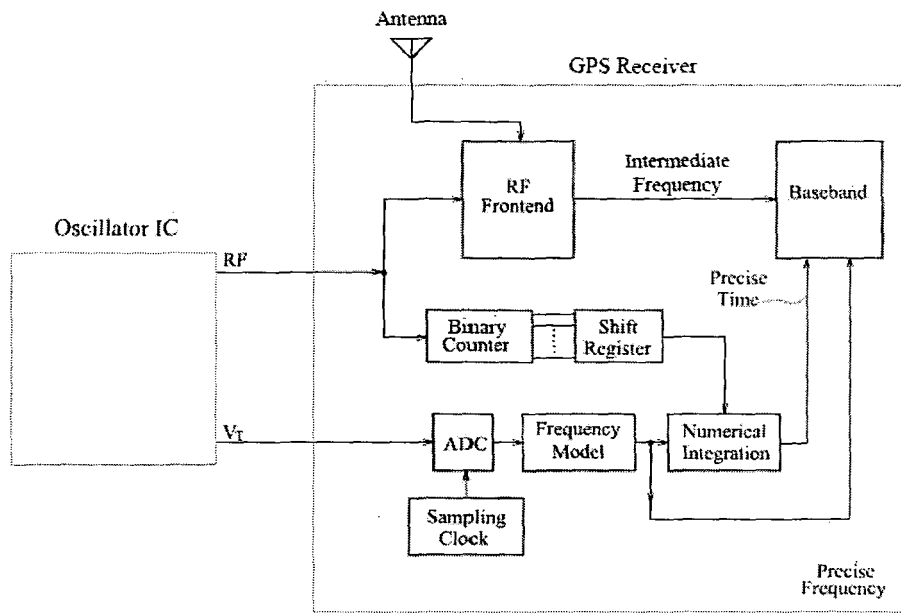 Antenna
GPS Receiver
RF
Frontend
Intermediate
Frequency
Baseband
Oscillator IC
RF
Precise
Time
Binary
Counter
Shift
Register
VT
ADC
Frequency
Model
Numerical
Integration
Sampling
Clock
Precise
Frequency